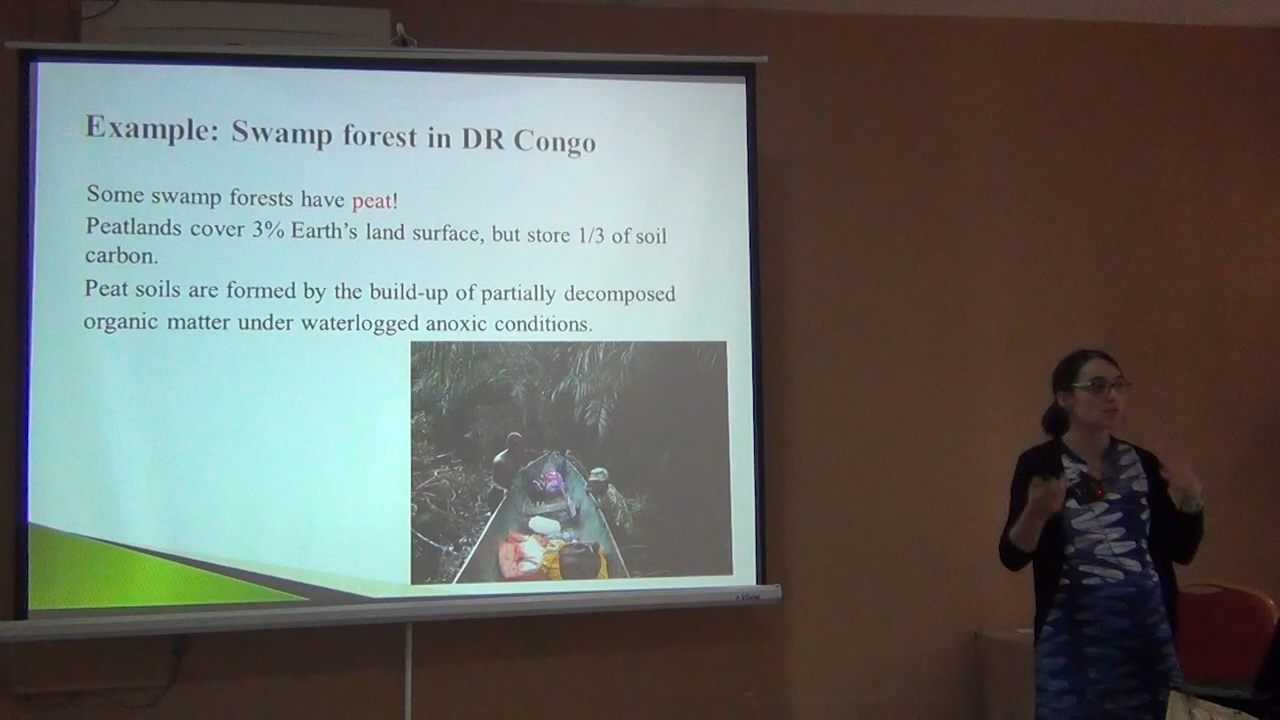 Example: Swamp forest in DR Congo
Some swamp forests have peat!
Peatlands cover 3% Earth's land surface, but store 1/3 of soil
carbon.
Peat soils are formed by the build-up of partially decomposed
organic matter under waterlogged anoxic conditions.